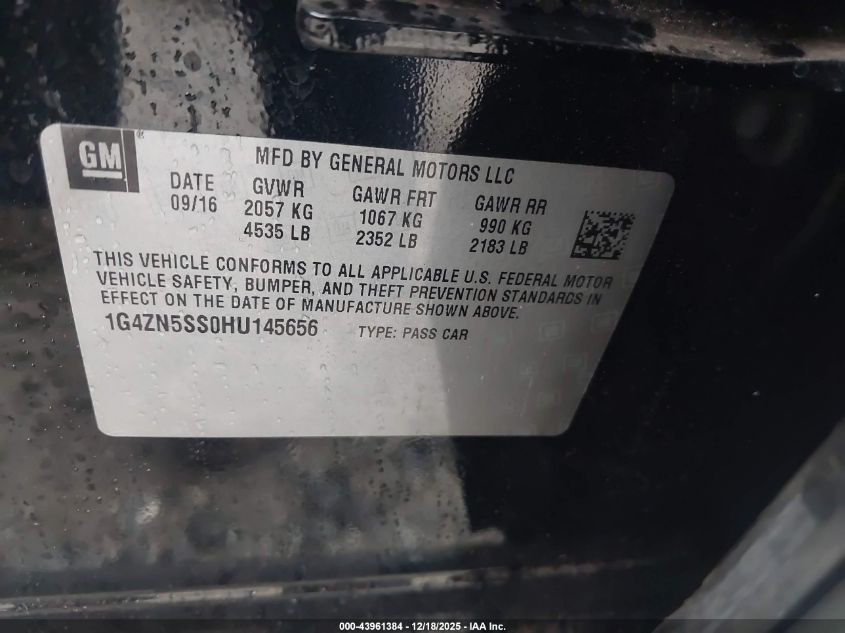 GM
MFD BY GENERAL MOTORS LLC
DATE GVWR GAWR FRT GAWR RR
09/16 2057 KG 1067 KG 990 KG
4535 LB 2352 LB 2183 LB
THIS VEHICLE CONFORMS TO ALL APPLICABLE U.S. FEDERAL MOTOR
VEHICLE SAFETY, BUMPER, AND THEFT PREVENTION STANDARDS IN
EFFECT ON THE DATE OF MANUFACTURE SHOWN ABOVE.
1G4ZN5SS0HU145656 TYPE: PASS CAR
000-43961384 - 12/18/2025 - IAA Inc.